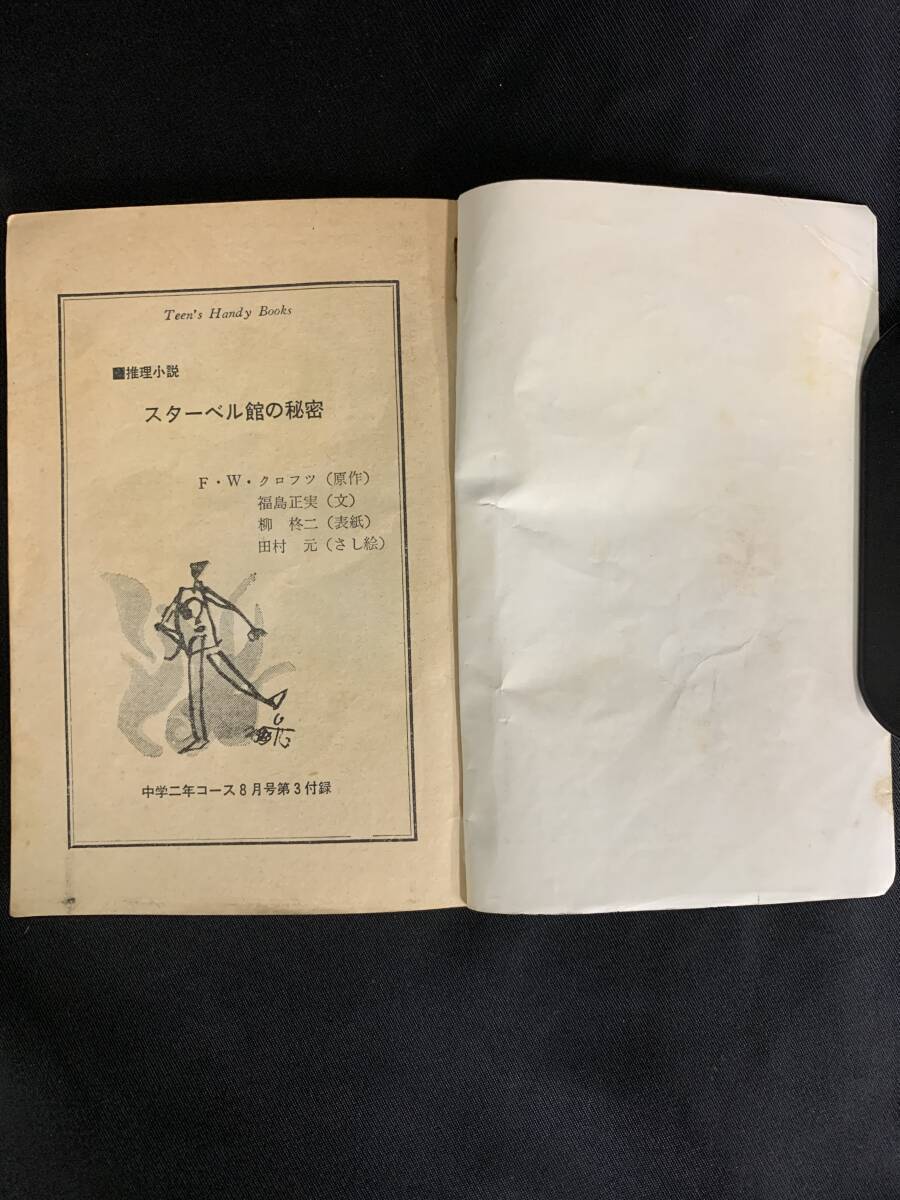 Teen's Handy Books
推理小説
スターベル館の秘密
F・W・クロフツ（原作）
福島正実（文）
柳 柊二（表紙）
田村 元（さし絵）
中学二年コース8月号第3付録